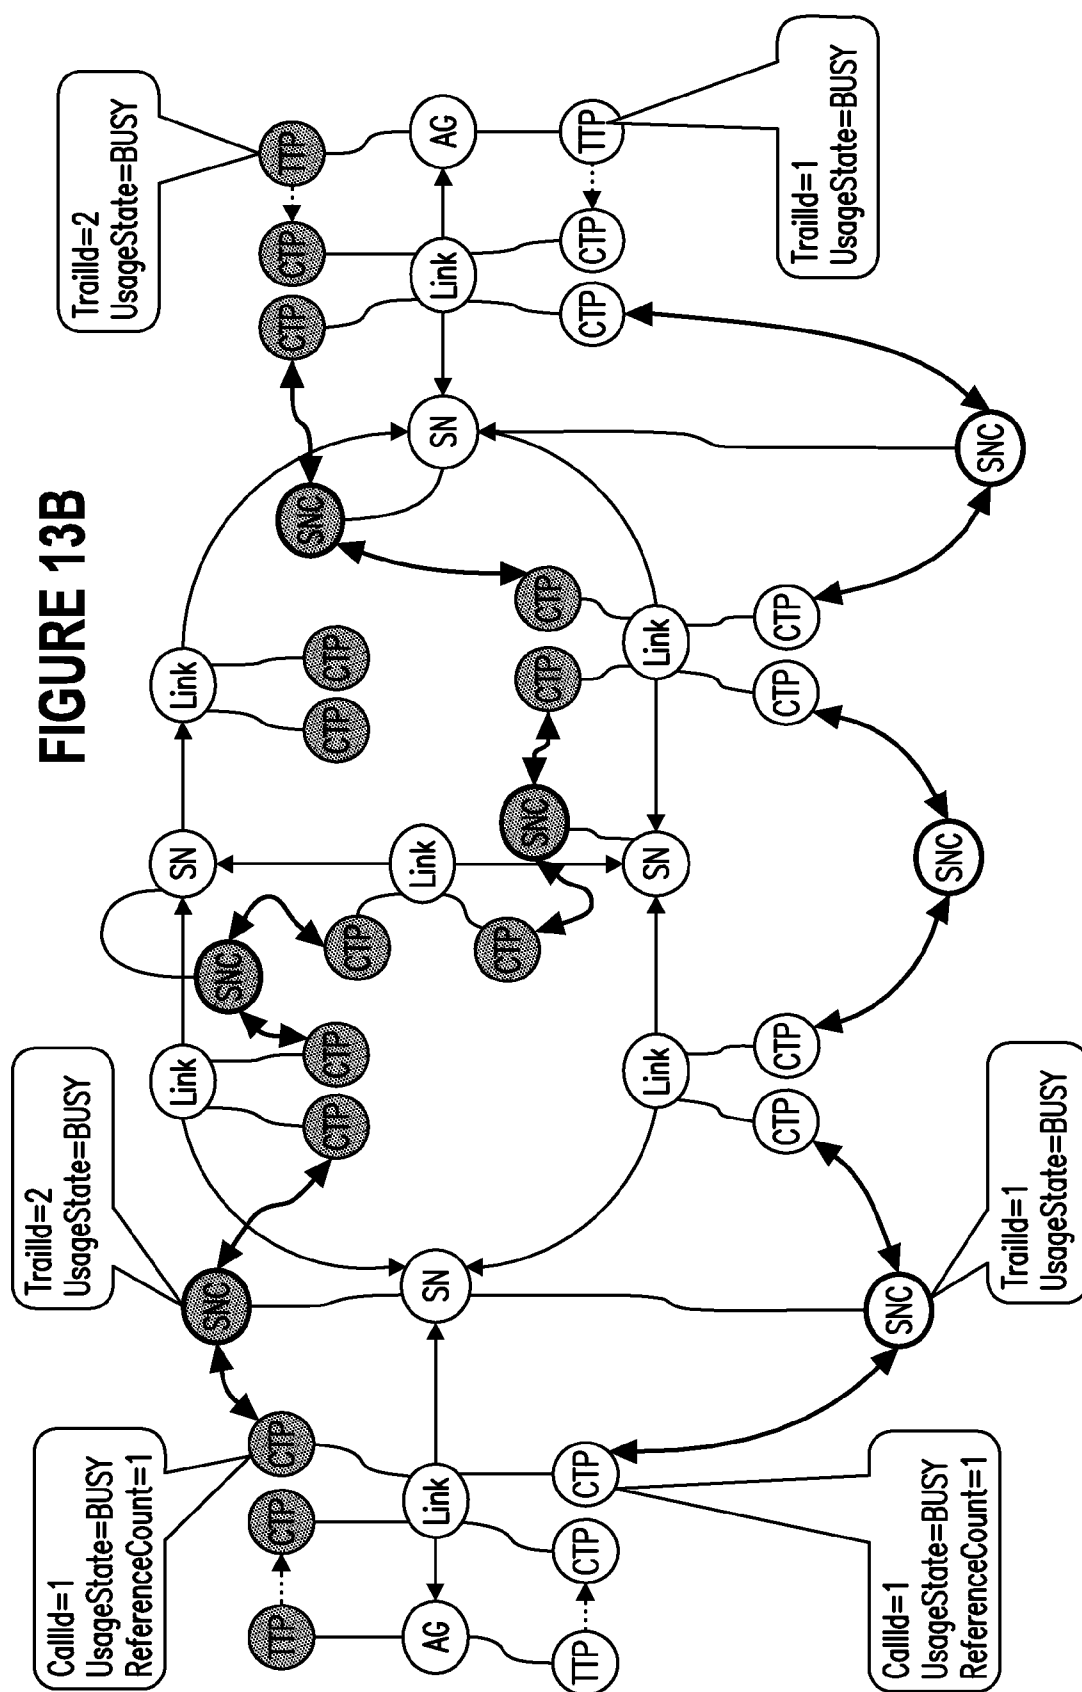 FIGURE 13B
CallId=1
UsageState=BUSY
ReferenceCount=1
TrailId=2
UsageState=BUSY
TrailId=2
UsageState=BUSY
Link
SN
Link
SNC
SNC
TTP
CTP
CTP
SNC
CTP
CTP
TTP
CTP
CTP
CTP
CTP
CTP
AG
Link
SN
Link
SN
Link
AG
CTP
SNC
CTP
CTP
TTP
CTP
CTP
CTP
CTP
TTP
Link
SN
Link
CTP
CTP
CTP
CTP
SNC
SNC
SNC
CallId=1
UsageState=BUSY
ReferenceCount=1
TrailId=1
UsageState=BUSY
TrailId=1
UsageState=BUSY